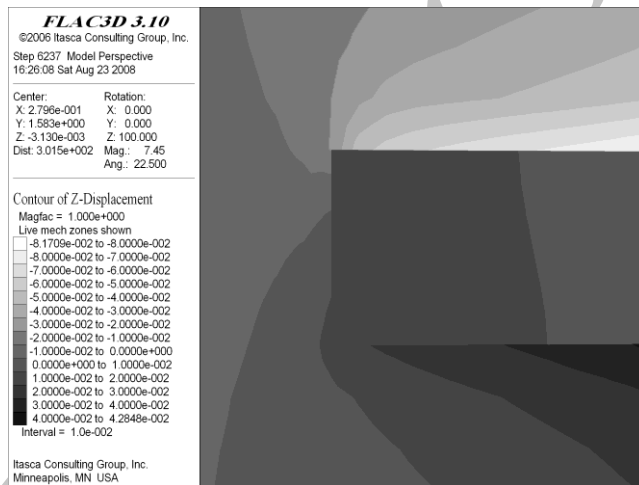 FLAC3D 3.10
©2006 Itasca Consulting Group, Inc.
Step 6237 Model Perspective
16:26:08 Sat Aug 23 2008
Center: Rotation:
X: 2.796e-001 X: 0.000
Y: 1.583e+000 Y: 0.000
Z: -3.130e-003 Z: 100.000
Dist: 3.015e+002 Mag.: 7.45
Ang.: 22.500
Contour of Z-Displacement
Magfac = 1.000e+000
Live mech zones shown
-8.1709e-002 to -8.0000e-002
-8.0000e-002 to -7.0000e-002
-7.0000e-002 to -6.0000e-002
-6.0000e-002 to -5.0000e-002
-5.0000e-002 to -4.0000e-002
-4.0000e-002 to -3.0000e-002
-3.0000e-002 to -2.0000e-002
-2.0000e-002 to -1.0000e-002
-1.0000e-002 to 0.0000e+000
0.0000e+000 to 1.0000e-002
1.0000e-002 to 2.0000e-002
2.0000e-002 to 3.0000e-002
3.0000e-002 to 4.0000e-002
4.0000e-002 to 4.2848e-002
Interval = 1.0e-002
Itasca Consulting Group, Inc.
Minneapolis, MN USA